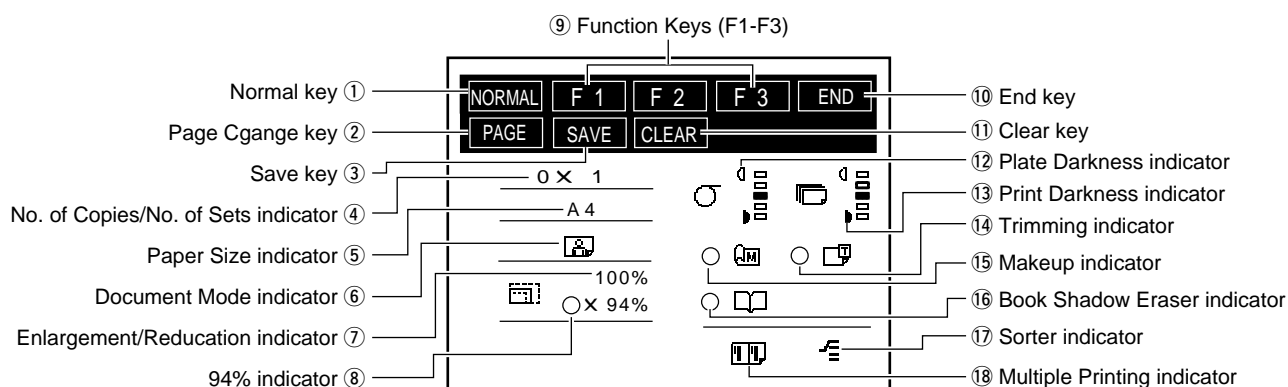 ⑨ Function Keys (F1-F3)
Normal key ①
NORMAL F 1 F 2 F 3 END
⑩ End key
Page Cgange key ②
PAGE SAVE CLEAR
⑪ Clear key
Save key ③
0 × 1
⑫ Plate Darkness indicator
⑬ Print Darkness indicator
No. of Copies/No. of Sets indicator ④
A 4
⑭ Trimming indicator
T
Paper Size indicator ⑤
M
⑮ Makeup indicator
Document Mode indicator ⑥
100%
⑯ Book Shadow Eraser indicator
× 94%
Enlargement/Reducation indicator ⑦
⑰ Sorter indicator
94% indicator ⑧
⑱ Multiple Printing indicator